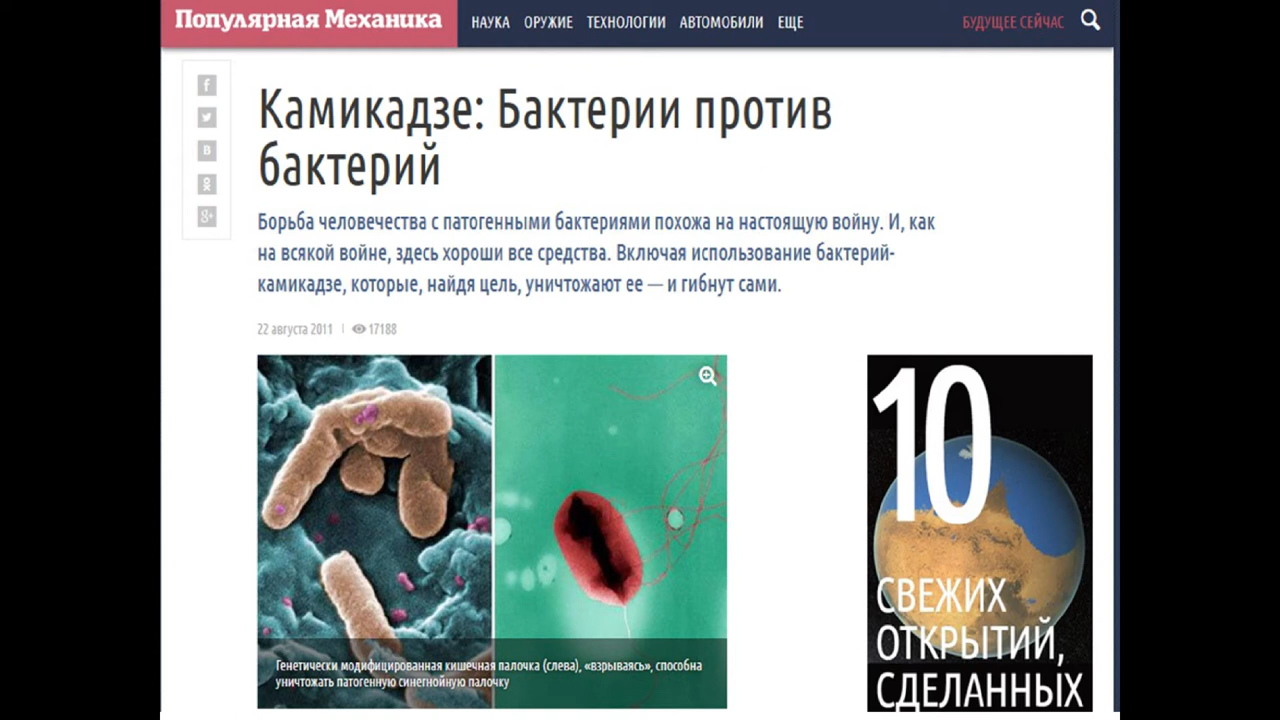 Популярная Механика
НАУКА ОРУЖИЕ ТЕХНОЛОГИИ АВТОМОБИЛИ ЕЩЕ
БУДУЩЕЕ СЕЙЧАС
f
B
g+
Камикадзе: Бактерии против
бактерий
Борьба человечества с патогенными бактериями похожа на настоящую войну. И, как
на всякой войне, здесь хороши все средства. Включая использование бактерий-
камикадзе, которые, найдя цель, уничтожают ее — и гибнут сами.
22 августа 2011
17188
Генетически модифицированная кишечная палочка (слева), «взрываясь», способна
уничтожать патогенную синегнойную палочку
10
СВЕЖИХ
ОТКРЫТИЙ,
СДЕЛАННЫХ